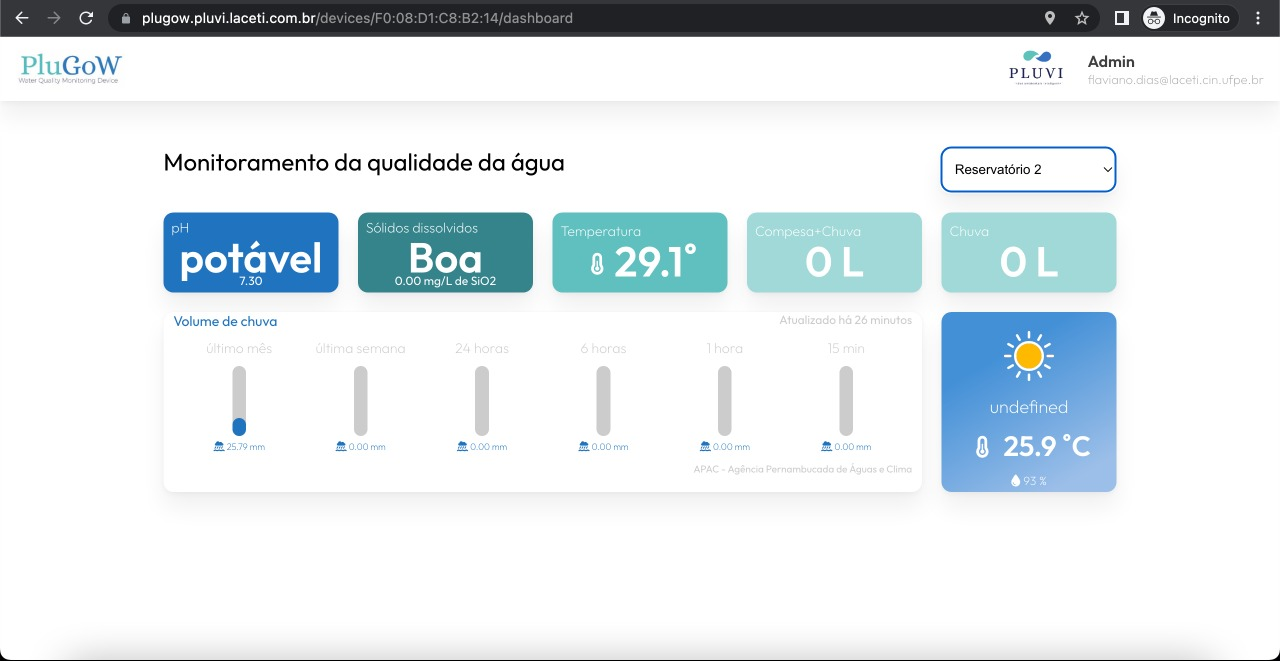 plugow.pluvi.laceti.com.br/devices/F0:08:D1:C8:B2:14/dashboard
Incognito
PluGoW
Water Quality Monitoring Device
PLUVI
Admin
flaviano.dias@laceti.cin.ufpe.br
Monitoramento da qualidade da água
Reservatório 2
pH
potável
7.30
Sólidos dissolvidos
Boa
0.00 mg/L de SiO2
Temperatura
29.1°
Compesa+Chuva
0 L
Chuva
0 L
Volume de chuva
Atualizado há 26 minutos
último mês
última semana
24 horas
6 horas
1 hora
15 min
25.79 mm
0.00 mm
0.00 mm
0.00 mm
0.00 mm
0.00 mm
APAC - Agência Pernambucada de Águas e Clima
undefined
25.9 °C
93 %